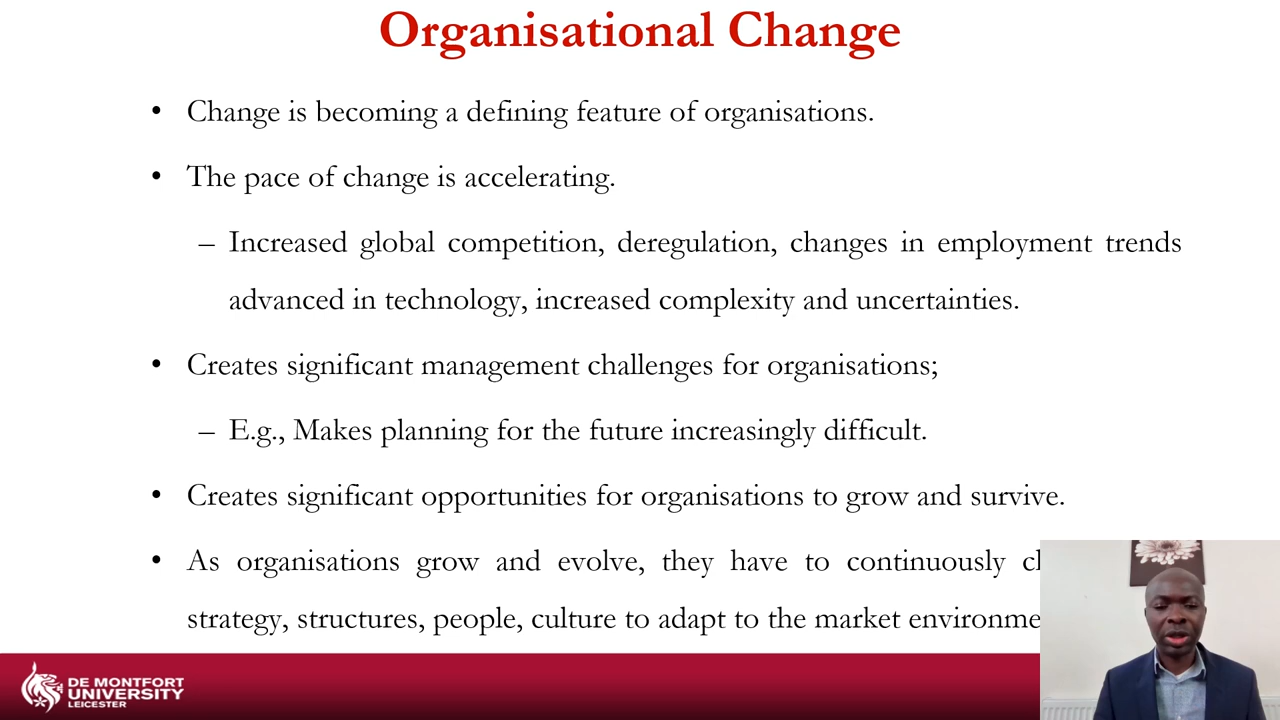 Organisational Change
• Change is becoming a defining feature of organisations.
• The pace of change is accelerating.
– Increased global competition, deregulation, changes in employment trends
advanced in technology, increased complexity and uncertainties.
• Creates significant management challenges for organisations;
– E.g., Makes planning for the future increasingly difficult.
• Creates significant opportunities for organisations to grow and survive.
• As organisations grow and evolve, they have to continuously
strategy, structures, people, culture to adapt to the market
DE MONTFORT
UNIVERSITY
LEICESTER